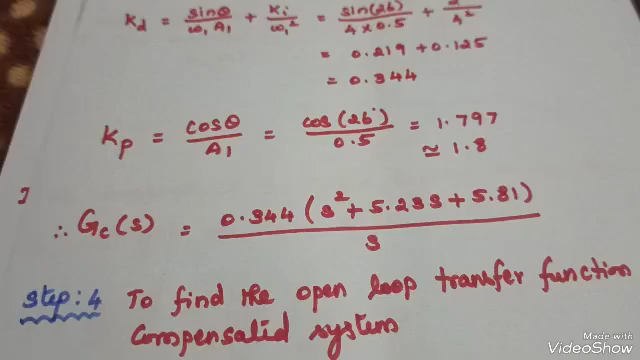 Kd = sinθ/ω₁A₁ + Ki/ω₁² = sin(26)/4×0.5 + 2/4²
= 0.219 + 0.125
= 0.344
Kp = cosθ/A₁ = cos(26°)/0.5 = 1.797
≃ 1.8
∴ Gc(s) = 0.344 (s² + 5.23s + 5.81)/s
Step: 4 To find the open loop transfer function
compensalid system
Made with
VideoShow